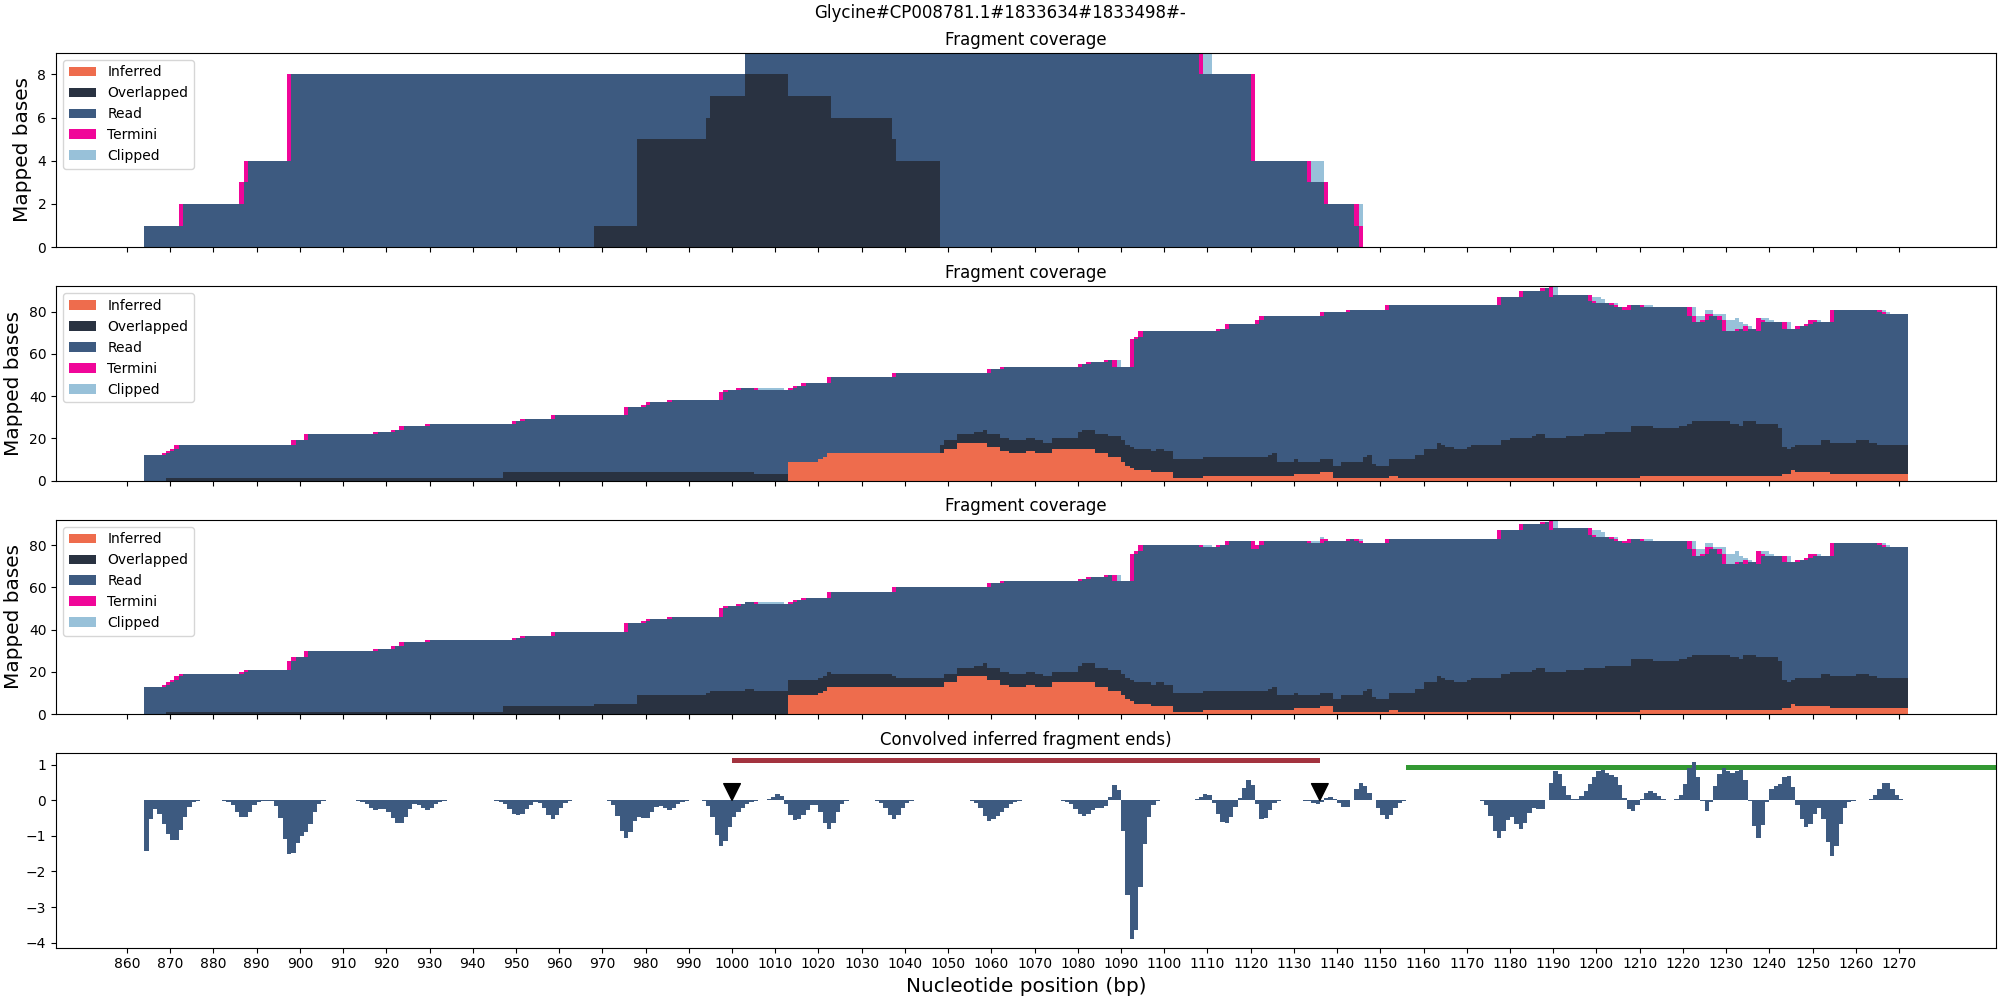 Glycine#CP008781.1#1833634#1833498#-
Fragment coverage
Mapped bases
8
6
4
2
0
Inferred
Overlapped
Read
Termini
Clipped
Fragment coverage
Mapped bases
80
60
40
20
0
Inferred
Overlapped
Read
Termini
Clipped
Fragment coverage
Mapped bases
80
60
40
20
0
Inferred
Overlapped
Read
Termini
Clipped
Convolved inferred fragment ends)
1
0
−1
−2
−3
−4
860 870 880 890 900 910 920 930 940 950 960 970 980 990 1000 1010 1020 1030 1040 1050 1060 1070 1080 1090 1100 1110 1120 1130 1140 1150 1160 1170 1180 1190 1200 1210 1220 1230 1240 1250 1260 1270
Nucleotide position (bp)